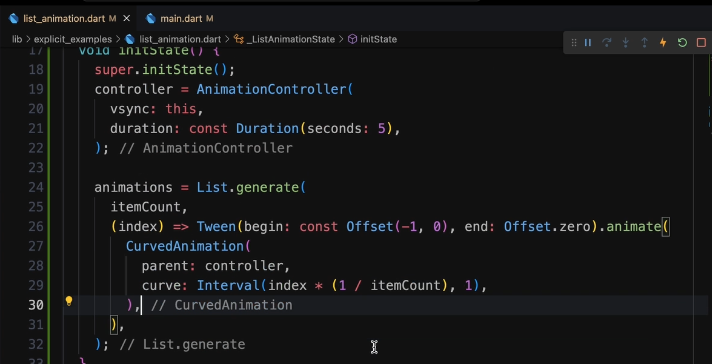 list_animation.dart M × main.dart M
lib > explicit_examples > list_animation.dart > _ListAnimationState > initState
17 void initState() {
18 super.initState();
19 controller = AnimationController(
20 vsync: this,
21 duration: const Duration(seconds: 5),
22 ); // AnimationController
23
24 animations = List.generate(
25 itemCount,
26 (index) => Tween(begin: const Offset(-1, 0), end: Offset.zero).animate(
27 CurvedAnimation(
28 parent: controller,
29 curve: Interval(index * (1 / itemCount), 1),
30 ), // CurvedAnimation
31 ),
32 ); // List.generate
33 }